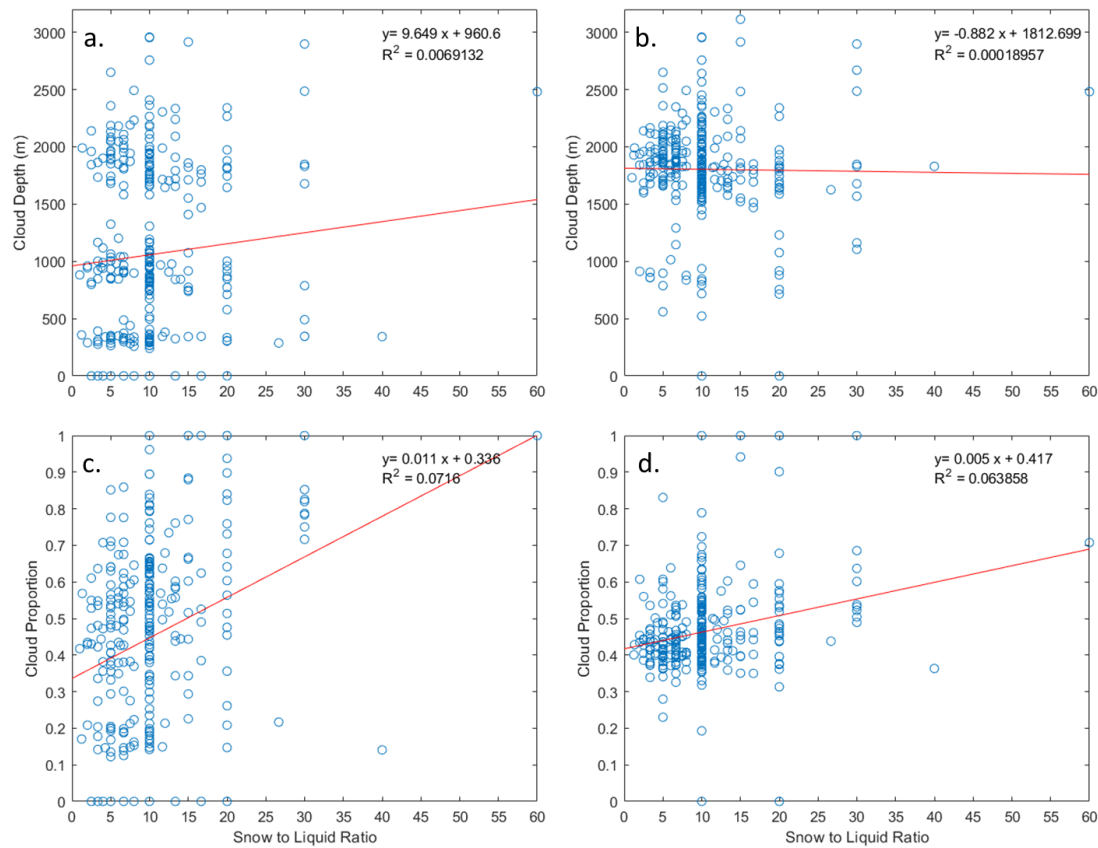 a.
y= 9.649 x + 960.6
R² = 0.0069132
3000
2500
2000
1500
1000
500
0
Cloud Depth (m)
0 5 10 15 20 25 30 35 40 45 50 55 60
b.
y= -0.882 x + 1812.699
R² = 0.00018957
3000
2500
2000
1500
1000
500
0
Cloud Depth (m)
0 5 10 15 20 25 30 35 40 45 50 55 60
c.
y= 0.011 x + 0.336
R² = 0.0716
1
0.9
0.8
0.7
0.6
0.5
0.4
0.3
0.2
0.1
0
Cloud Proportion
0 5 10 15 20 25 30 35 40 45 50 55 60
Snow to Liquid Ratio
d.
y= 0.005 x + 0.417
R² = 0.063858
1
0.9
0.8
0.7
0.6
0.5
0.4
0.3
0.2
0.1
0
Cloud Proportion
0 5 10 15 20 25 30 35 40 45 50 55 60
Snow to Liquid Ratio